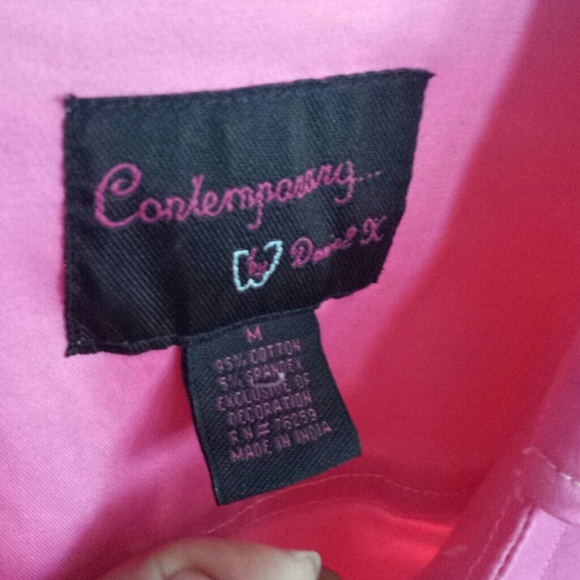 Contemporary...
by Daniel K
M
95% COTTON
5% SPANDEX
EXCLUSIVE OF
DECORATION
RN# 76259
MADE IN INDIA